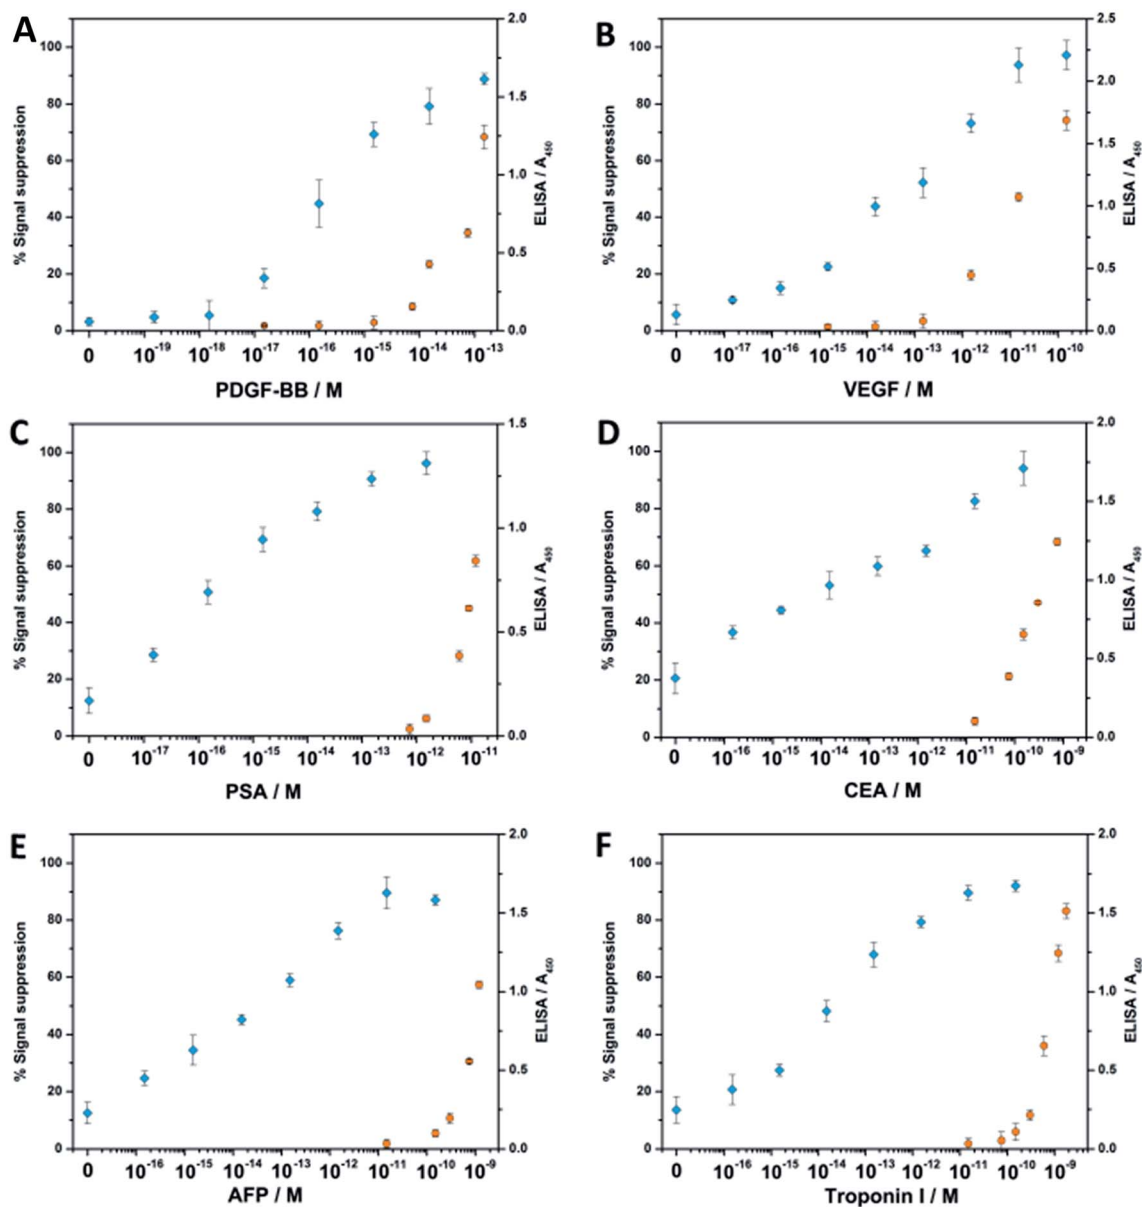 A
% Signal suppression
100
80
60
40
20
0
ELISA / A450
2.0
1.5
1.0
0.5
0.0
0 10-19 10-18 10-17 10-16 10-15 10-14 10-13
PDGF-BB / M
B
% Signal suppression
100
80
60
40
20
0
ELISA / A450
2.5
2.0
1.5
1.0
0.5
0.0
0 10-17 10-16 10-15 10-14 10-13 10-12 10-11 10-10
VEGF / M
C
% Signal suppression
100
80
60
40
20
0
ELISA / A450
1.5
1.0
0.5
0.0
0 10-17 10-16 10-15 10-14 10-13 10-12 10-11
PSA / M
D
% Signal suppression
100
80
60
40
20
0
ELISA / A450
2.0
1.5
1.0
0.5
0.0
0 10-16 10-15 10-14 10-13 10-12 10-11 10-10 10-9
CEA / M
E
% Signal suppression
100
80
60
40
20
0
ELISA / A450
2.0
1.5
1.0
0.5
0.0
0 10-16 10-15 10-14 10-13 10-12 10-11 10-10 10-9
AFP / M
F
% Signal suppression
100
80
60
40
20
0
ELISA / A450
2.0
1.5
1.0
0.5
0.0
0 10-16 10-15 10-14 10-13 10-12 10-11 10-10 10-9
Troponin I / M